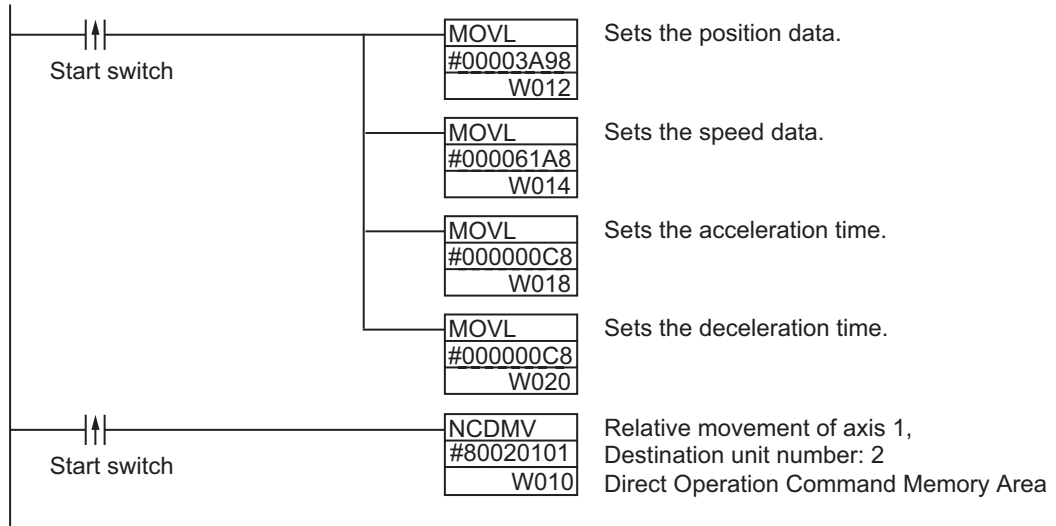 MOVL Sets the position data.
#00003A98
Start switch
W012
MOVL Sets the speed data.
#000061A8
W014
MOVL Sets the acceleration time.
#000000C8
W018
MOVL Sets the deceleration time.
#000000C8
W020
NCDMV Relative movement of axis 1,
#80020101 Destination unit number: 2
Start switch
W010 Direct Operation Command Memory Area